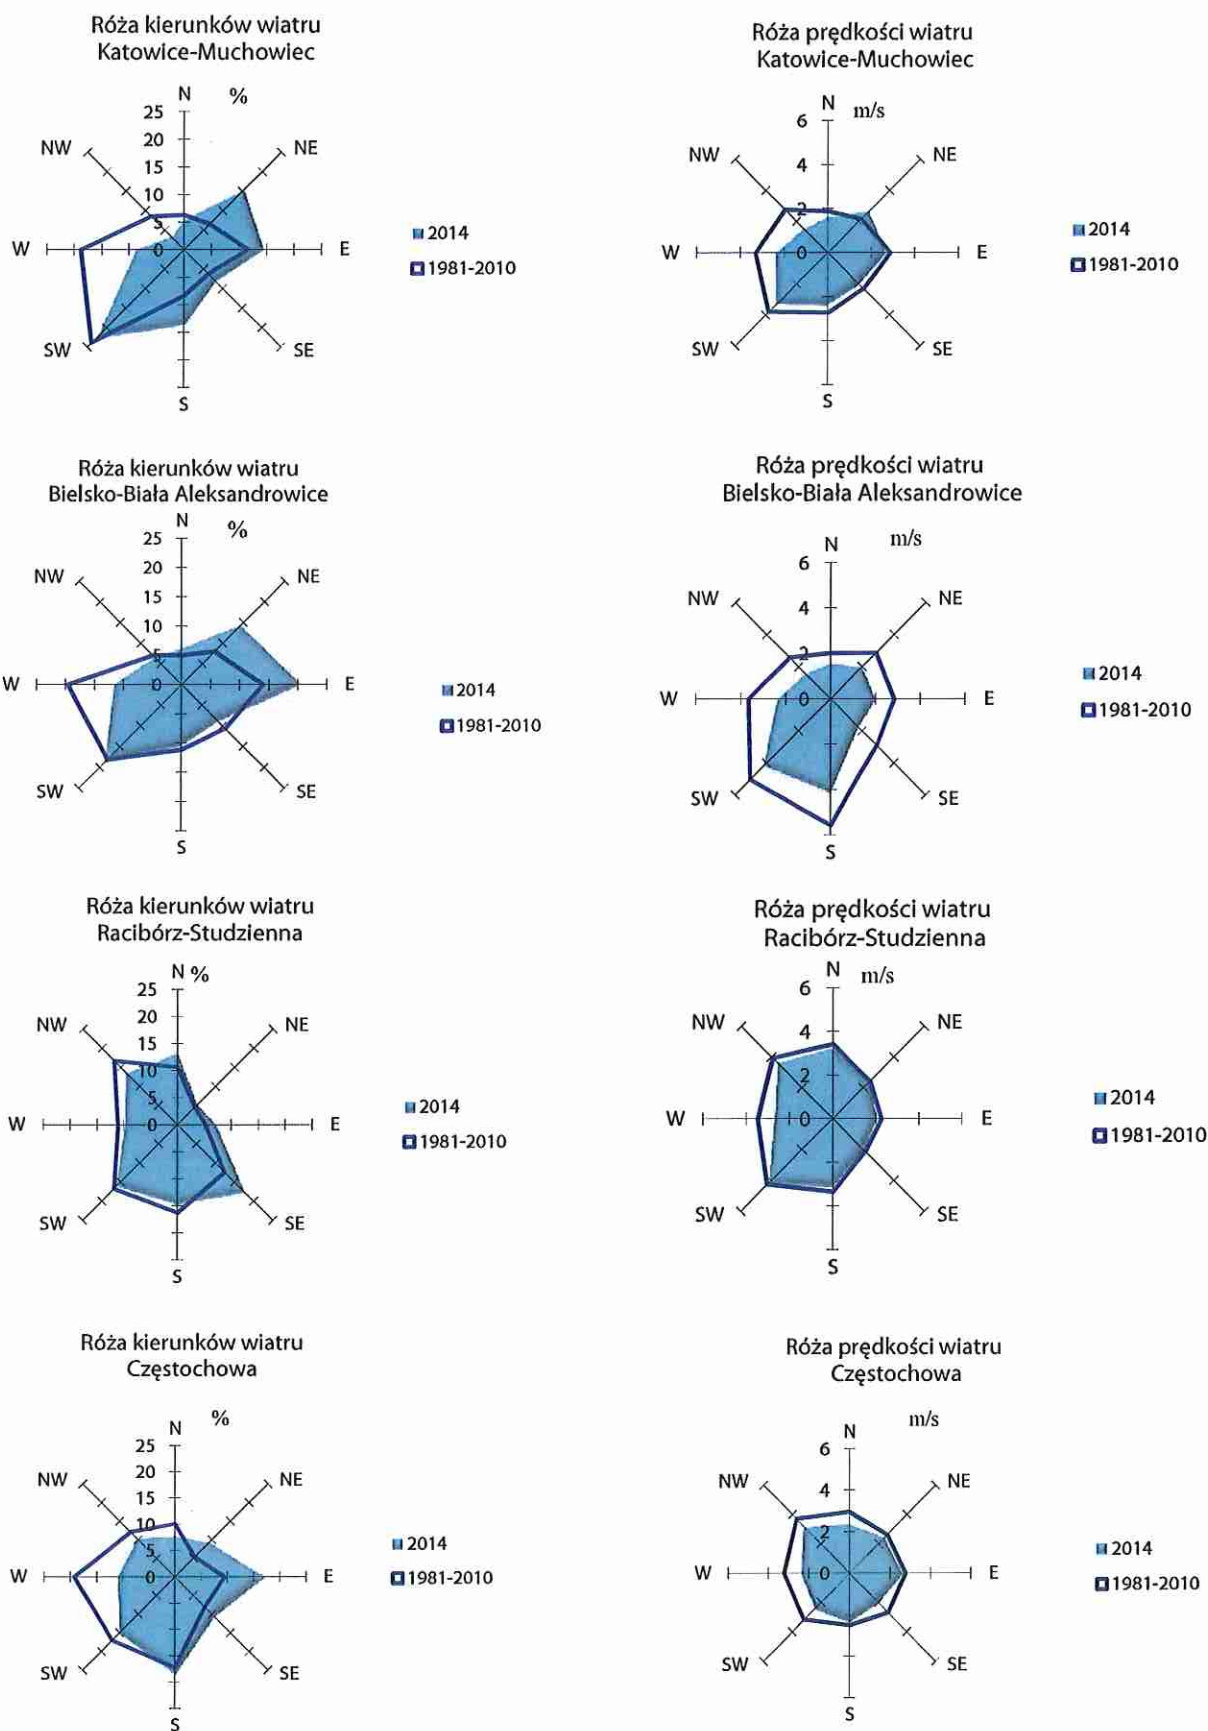 Róża kierunków wiatru
Katowice-Muchowiec
N
%
25
20
15
10
5
0
NW
NE
W
E
SW
SE
S
2014
1981-2010
Róża prędkości wiatru
Katowice-Muchowiec
N
m/s
6
4
2
0
NW
NE
W
E
SW
SE
S
2014
1981-2010
Róża kierunków wiatru
Bielsko-Biała Aleksandrowice
N
%
25
20
15
10
5
0
NW
NE
W
E
SW
SE
S
2014
1981-2010
Róża prędkości wiatru
Bielsko-Biała Aleksandrowice
N
m/s
6
4
2
0
NW
NE
W
E
SW
SE
S
2014
1981-2010
Róża kierunków wiatru
Racibórz-Studzienna
N %
25
20
15
10
5
0
NW
NE
W
E
SW
SE
S
2014
1981-2010
Róża prędkości wiatru
Racibórz-Studzienna
N
m/s
6
4
2
0
NW
NE
W
E
SW
SE
S
2014
1981-2010
Róża kierunków wiatru
Częstochowa
N
%
25
20
15
10
5
0
NW
NE
W
E
SW
SE
S
2014
1981-2010
Róża prędkości wiatru
Częstochowa
N
m/s
6
4
2
0
NW
NE
W
E
SW
SE
S
2014
1981-2010